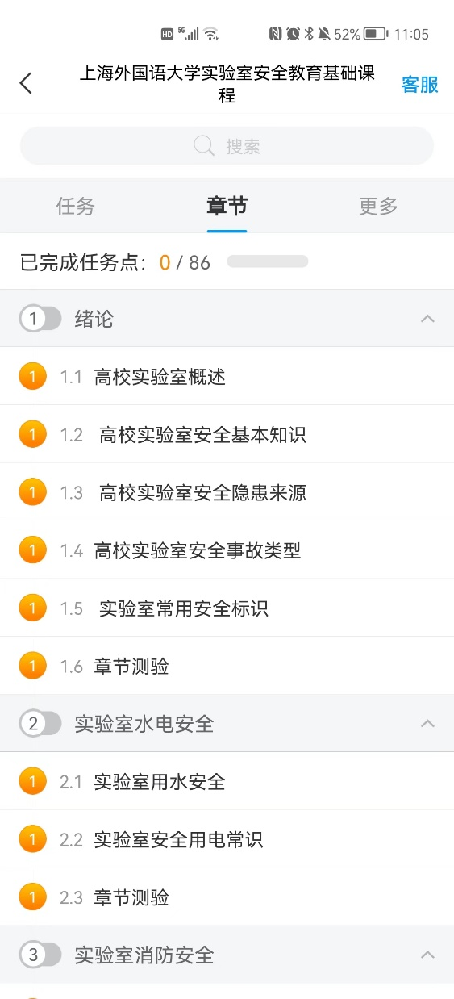 HD 5G 52% 11:05
上海外国语大学实验室安全教育基础课
程
客服
搜索
任务 章节 更多
已完成任务点: 0 / 86
1 绪论
1 1.1 高校实验室概述
1 1.2 高校实验室安全基本知识
1 1.3 高校实验室安全隐患来源
1 1.4 高校实验室安全事故类型
1 1.5 实验室常用安全标识
1 1.6 章节测验
2 实验室水电安全
1 2.1 实验室用水安全
1 2.2 实验室安全用电常识
1 2.3 章节测验
3 实验室消防安全